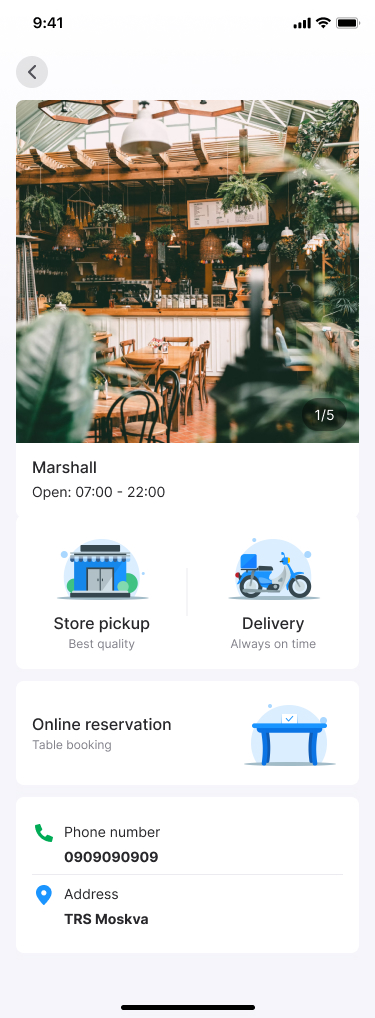 9:41
1/5
Marshall
Open: 07:00 - 22:00
Store pickup
Best quality
Delivery
Always on time
Online reservation
Table booking
Phone number
0909090909
Address
TRS Moskva